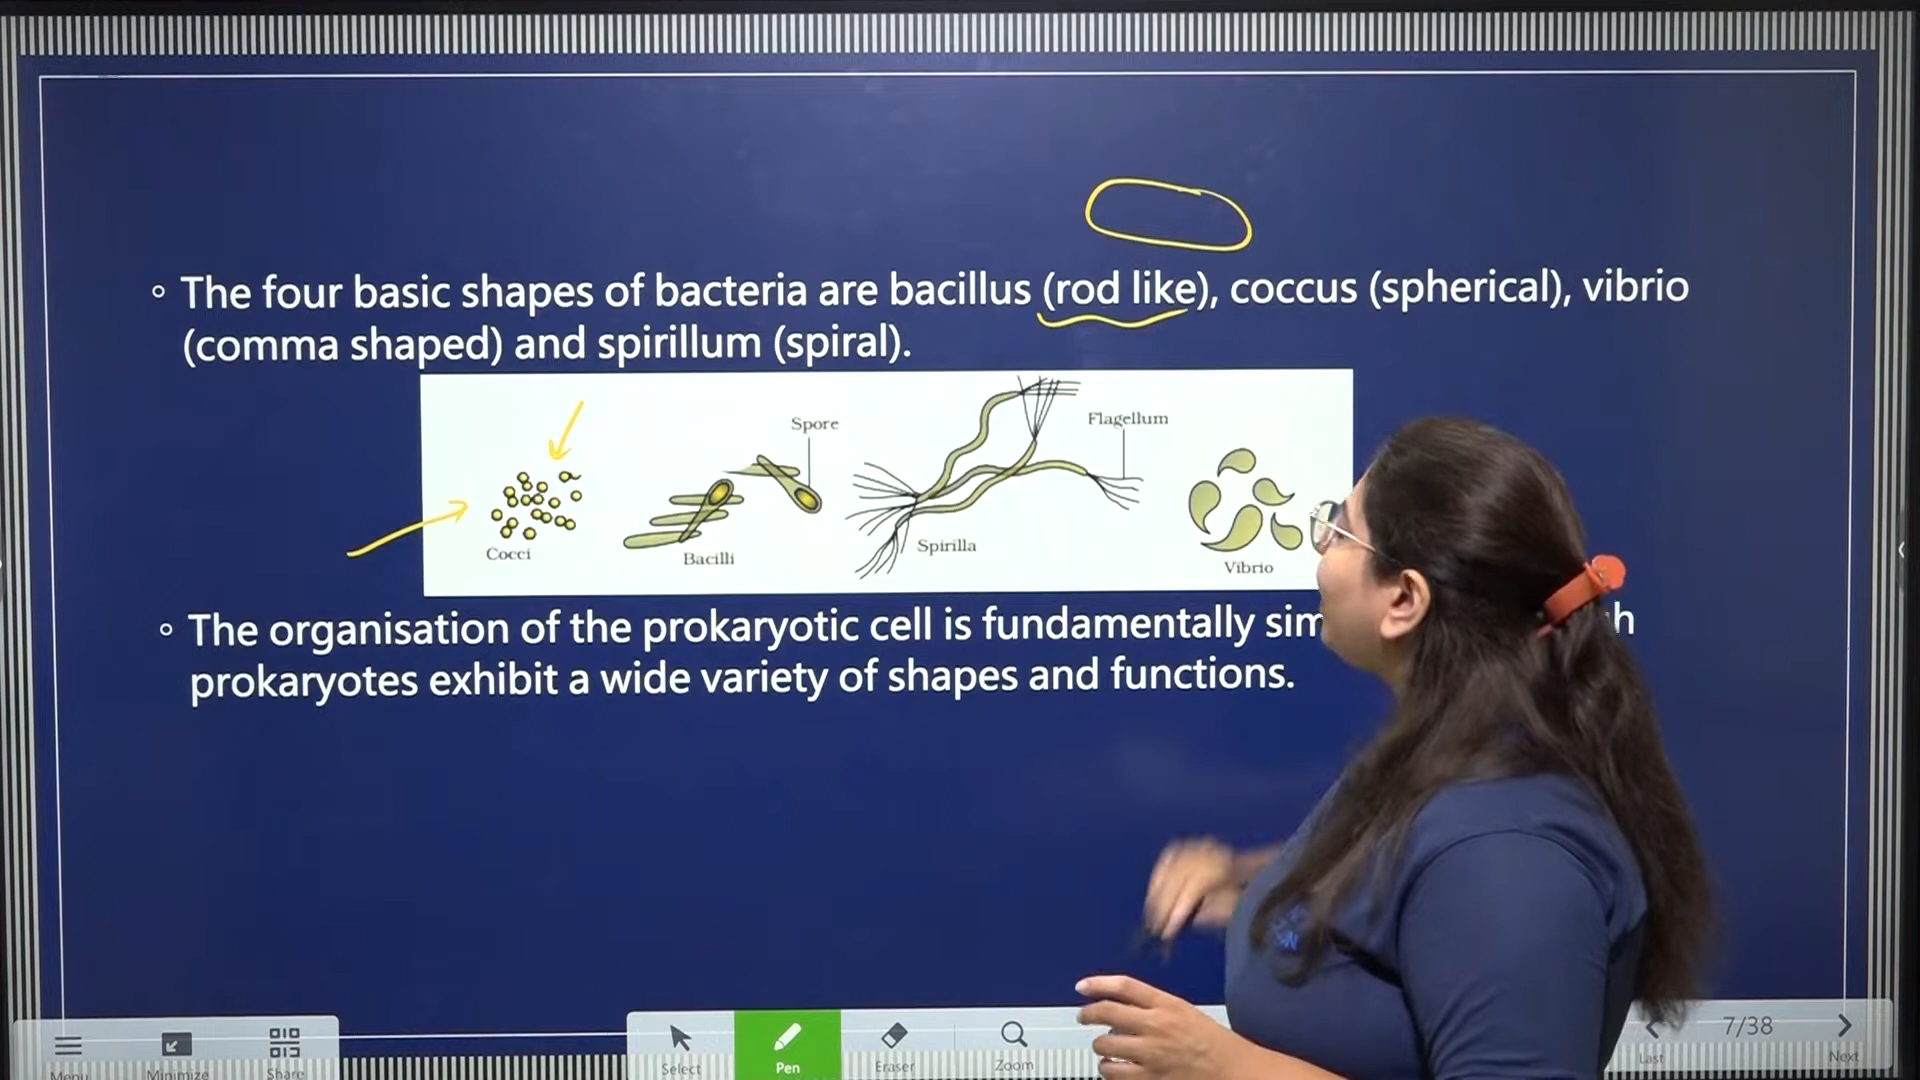 The four basic shapes of bacteria are bacillus (rod like), coccus (spherical), vibrio
(comma shaped) and spirillum (spiral).
Spore
Flagellum
Cocci
Bacilli
Spirilla
Vibrio
The organisation of the prokaryotic cell is fundamentally
prokaryotes exhibit a wide variety of shapes and functions.
Menu Minimize Share Select Pen Eraser Zoom Last 7/38 Next